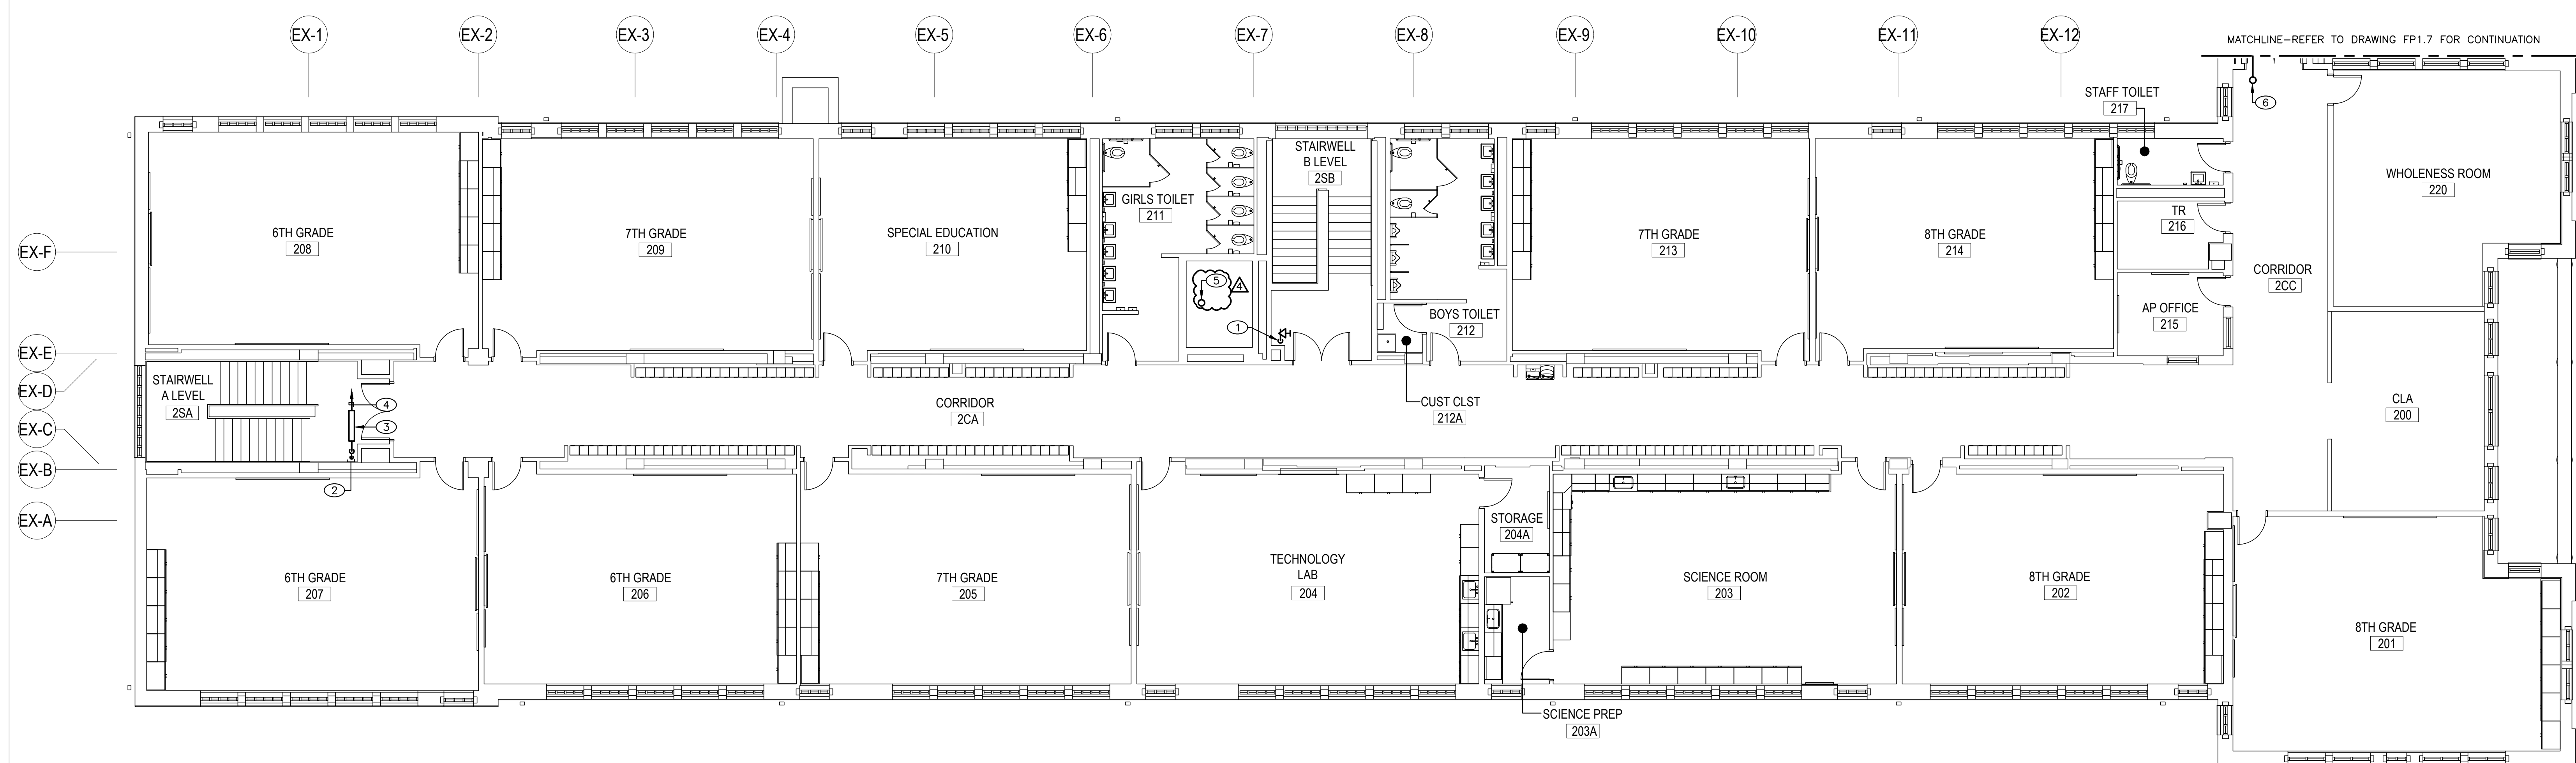 EX-1
EX-2
EX-3
EX-4
EX-5
EX-6
EX-7
EX-8
EX-9
EX-10
EX-11
EX-12
MATCHLINE–REFER TO DRAWING FP1.7 FOR CONTINUATION
EX-F
EX-E
EX-D
EX-C
EX-B
EX-A
6TH GRADE
208
7TH GRADE
209
SPECIAL EDUCATION
210
GIRLS TOILET
211
5
4
STAIRWELL
B LEVEL
2SB
1
BOYS TOILET
212
7TH GRADE
213
8TH GRADE
214
STAFF TOILET
217
TR
216
AP OFFICE
215
6
WHOLENESS ROOM
220
CORRIDOR
2CC
STAIRWELL
A LEVEL
2SA
4
3
2
CORRIDOR
2CA
CUST CLST
212A
CLA
200
6TH GRADE
207
6TH GRADE
206
7TH GRADE
205
TECHNOLOGY
LAB
204
STORAGE
204A
SCIENCE ROOM
203
8TH GRADE
202
8TH GRADE
201
SCIENCE PREP
203A